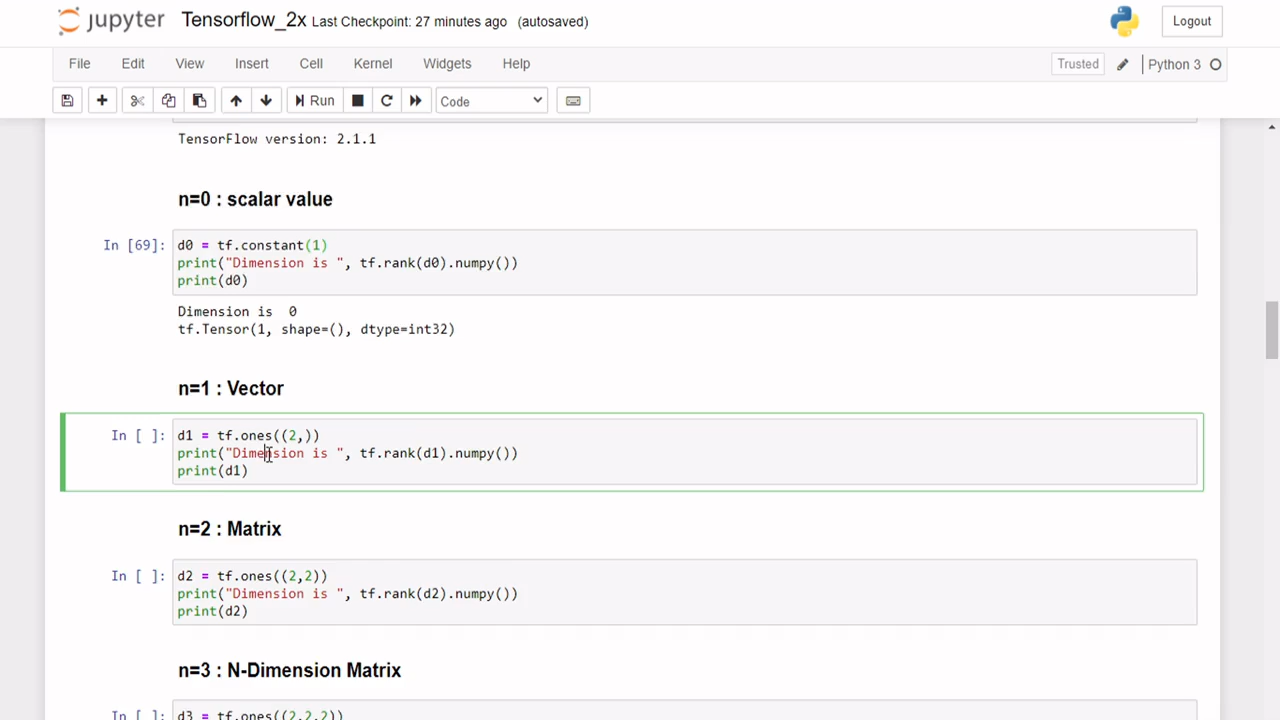 jupyter Tensorflow_2x Last Checkpoint: 27 minutes ago (autosaved) Logout
File Edit View Insert Cell Kernel Widgets Help Trusted Python 3
Run Code
TensorFlow version: 2.1.1
n=0 : scalar value
In [69]: d0 = tf.constant(1)
print("Dimension is ", tf.rank(d0).numpy())
print(d0)
Dimension is  0
tf.Tensor(1, shape=(), dtype=int32)
n=1 : Vector
In [ ]: d1 = tf.ones((2,))
print("Dimension is ", tf.rank(d1).numpy())
print(d1)
n=2 : Matrix
In [ ]: d2 = tf.ones((2,2))
print("Dimension is ", tf.rank(d2).numpy())
print(d2)
n=3 : N-Dimension Matrix
In [ ]: d3 = tf.ones((2,2,2))